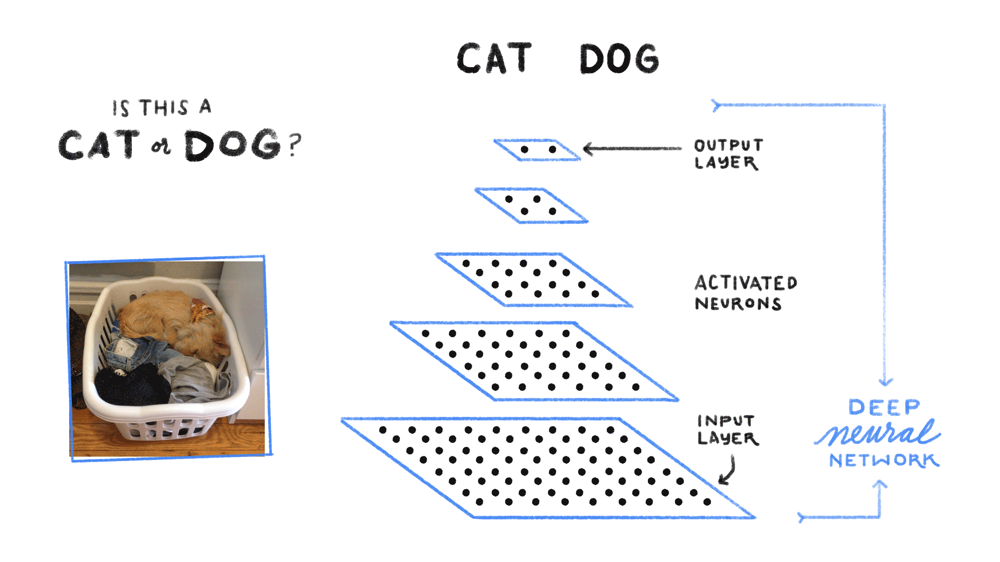 IS THIS A
CAT or DOG?
CAT DOG
OUTPUT
LAYER
ACTIVATED
NEURONS
INPUT
LAYER
DEEP
neural
NETWORK